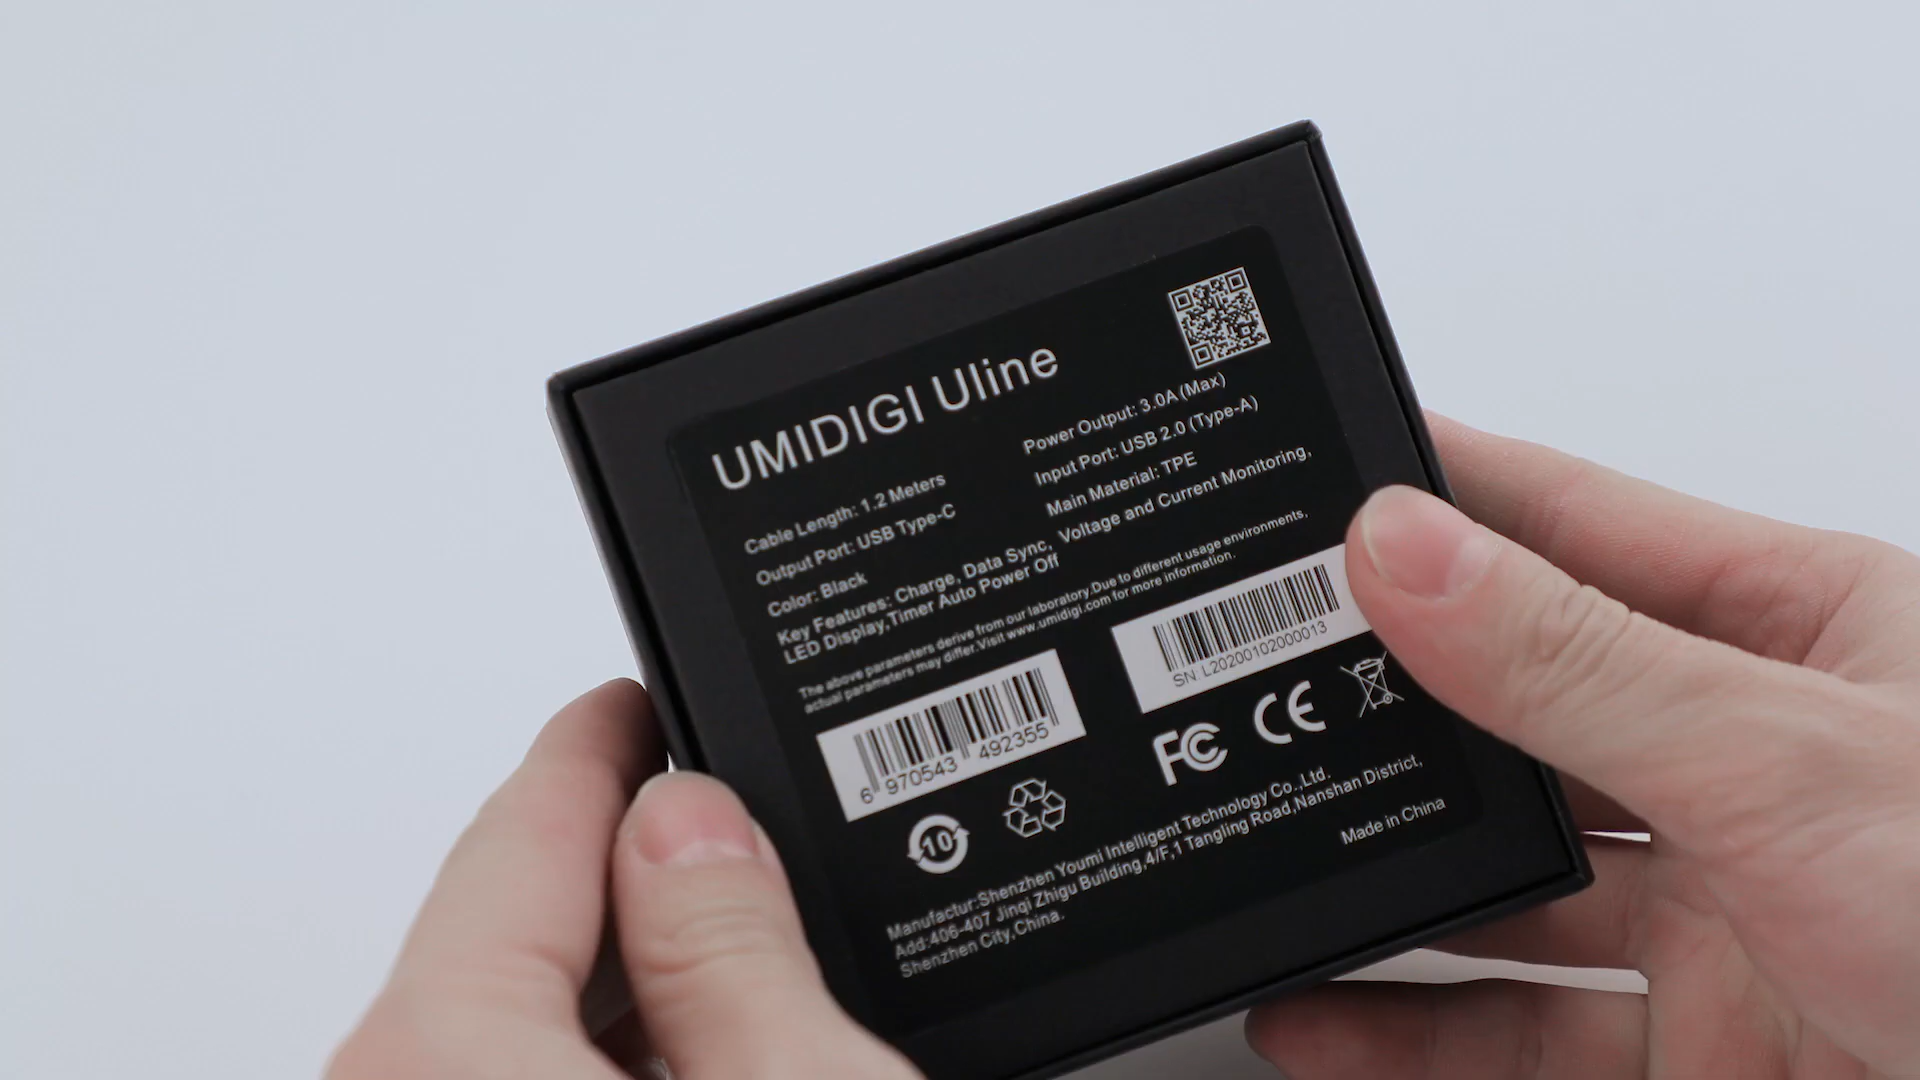 UMIDIGI Uline
Cable Length: 1.2 Meters
Power Output: 3.0A (Max)
Output Port: USB Type-C
Input Port: USB 2.0 (Type-A)
Color: Black
Main Material: TPE
Key Features: Charge, Data Sync, Voltage and Current Monitoring,
LED Display,Timer Auto Power Off
The above parameters derive from our laboratory.Due to different usage environments,
actual parameters may differ.Visit www.umidigi.com for more information.
6 970543 492355
SN: L20200102000013
10
FC CE
Manufactur:Shenzhen Youmi Intelligent Technology Co.,Ltd.
Add:406-407 Jinqi Zhigu Building,4/F,1 Tangling Road,Nanshan District,
Shenzhen City,China.
Made in China